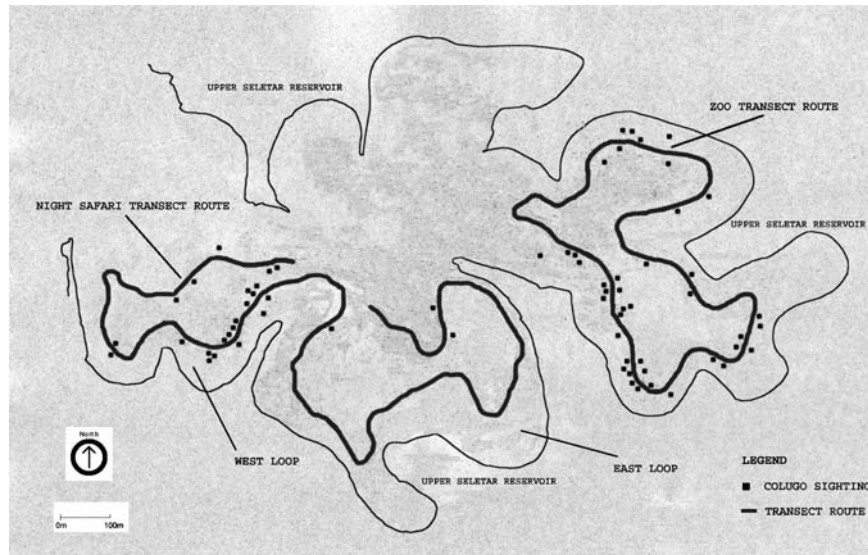 UPPER SELETAR RESERVOIR
ZOO TRANSECT ROUTE
NIGHT SAFARI TRANSECT ROUTE
UPPER SELETAR RESERVOIR
North
WEST LOOP
EAST LOOP
UPPER SELETAR RESERVOIR
LEGEND
COLUGO SIGHTING
TRANSECT ROUTE
0m 100m